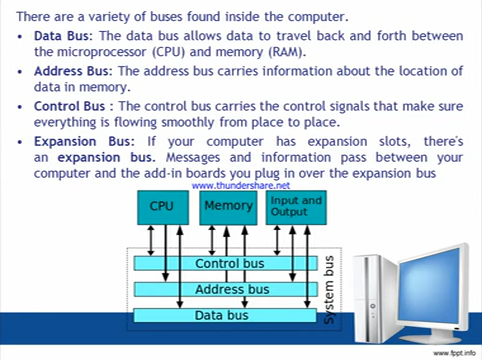 There are a variety of buses found inside the computer.
• Data Bus: The data bus allows data to travel back and forth between
the microprocessor (CPU) and memory (RAM).
• Address Bus: The address bus carries information about the location of
data in memory.
• Control Bus : The control bus carries the control signals that make sure
everything is flowing smoothly from place to place.
• Expansion Bus: If your computer has expansion slots, there's
an expansion bus. Messages and information pass between your
computer and the add-in boards you plug in over the expansion bus
www.thundershare.net
CPU
Memory
Input and
Output
Control bus
Address bus
Data bus
System bus
www.fppt.info